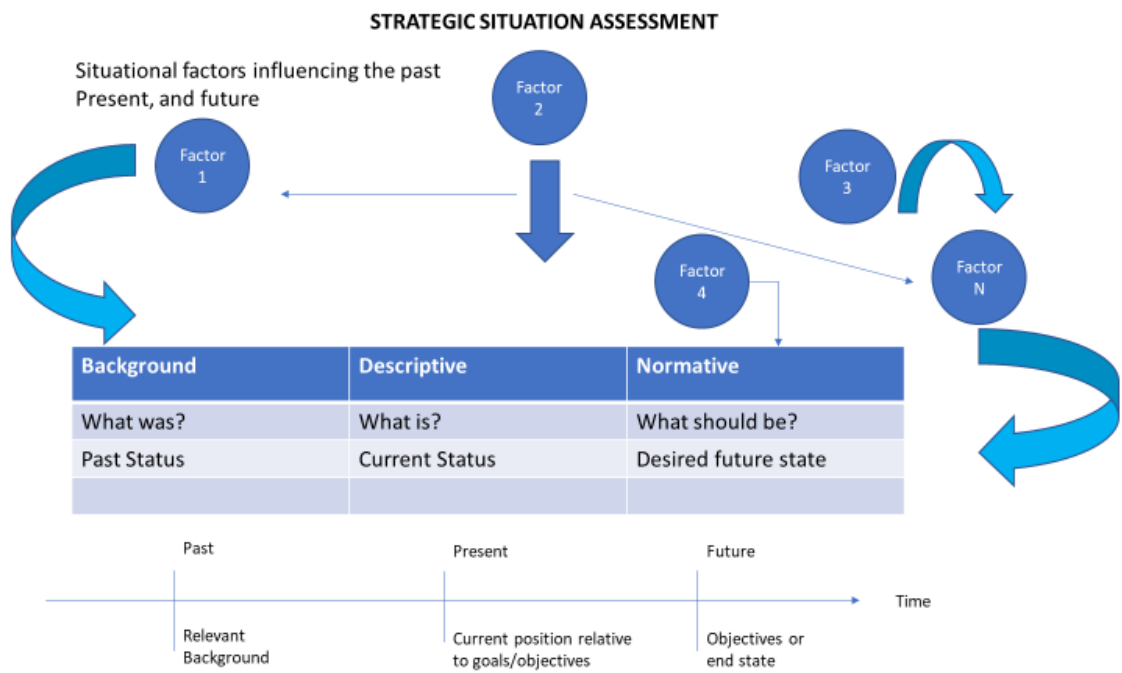 STRATEGIC SITUATION ASSESSMENT
Situational factors influencing the past
Present, and future
Factor
1
Factor
2
Factor
3
Factor
4
Factor
N
Background
Descriptive
Normative
What was?
What is?
What should be?
Past Status
Current Status
Desired future state
Past
Present
Future
Time
Relevant
Background
Current position relative
to goals/objectives
Objectives or
end state